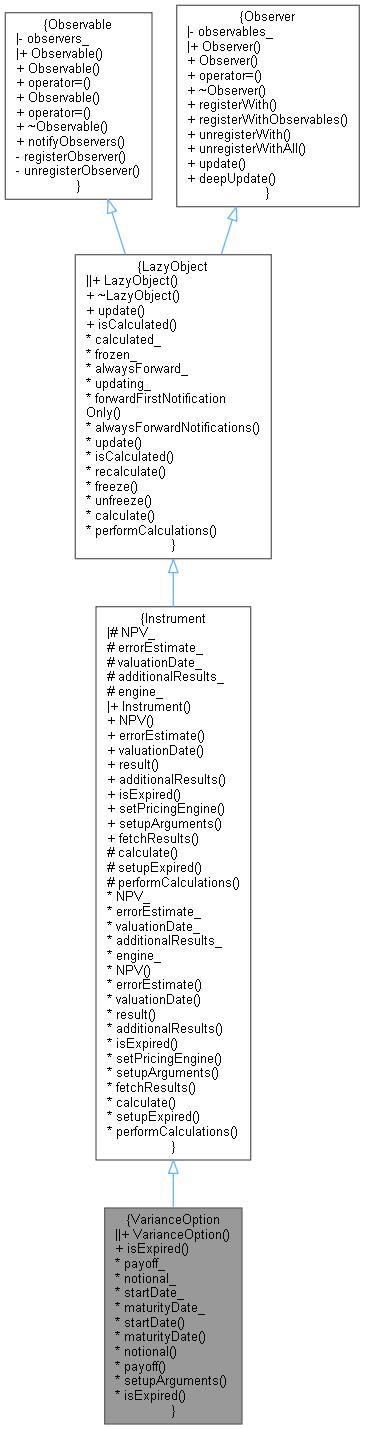 {Observable
|- observers_
|+ Observable()
+ Observable()
+ operator=()
+ Observable()
+ operator=()
+ ~Observable()
+ notifyObservers()
- registerObserver()
- unregisterObserver()
}
{Observer
|- observables_
|+ Observer()
+ Observer()
+ operator=()
+ ~Observer()
+ registerWith()
+ registerWithObservables()
+ unregisterWith()
+ unregisterWithAll()
+ update()
+ deepUpdate()
}
{LazyObject
||+ LazyObject()
+ ~LazyObject()
+ update()
+ isCalculated()
* calculated_
* frozen_
* alwaysForward_
* updating_
* forwardFirstNotification
Only()
* alwaysForwardNotifications()
* update()
* isCalculated()
* recalculate()
* freeze()
* unfreeze()
* calculate()
* performCalculations()
}
{Instrument
|# NPV_
# errorEstimate_
# valuationDate_
# additionalResults_
# engine_
|+ Instrument()
+ NPV()
+ errorEstimate()
+ valuationDate()
+ result()
+ additionalResults()
+ isExpired()
+ setPricingEngine()
+ setupArguments()
+ fetchResults()
# calculate()
# setupExpired()
# performCalculations()
* NPV_
* errorEstimate_
* valuationDate_
* additionalResults_
* engine_
* NPV()
* errorEstimate()
* valuationDate()
* result()
* additionalResults()
* isExpired()
* setPricingEngine()
* setupArguments()
* fetchResults()
* calculate()
* setupExpired()
* performCalculations()
}
{VarianceOption
||+ VarianceOption()
+ isExpired()
* payoff_
* notional_
* startDate_
* maturityDate_
* startDate()
* maturityDate()
* notional()
* payoff()
* setupArguments()
* isExpired()
}